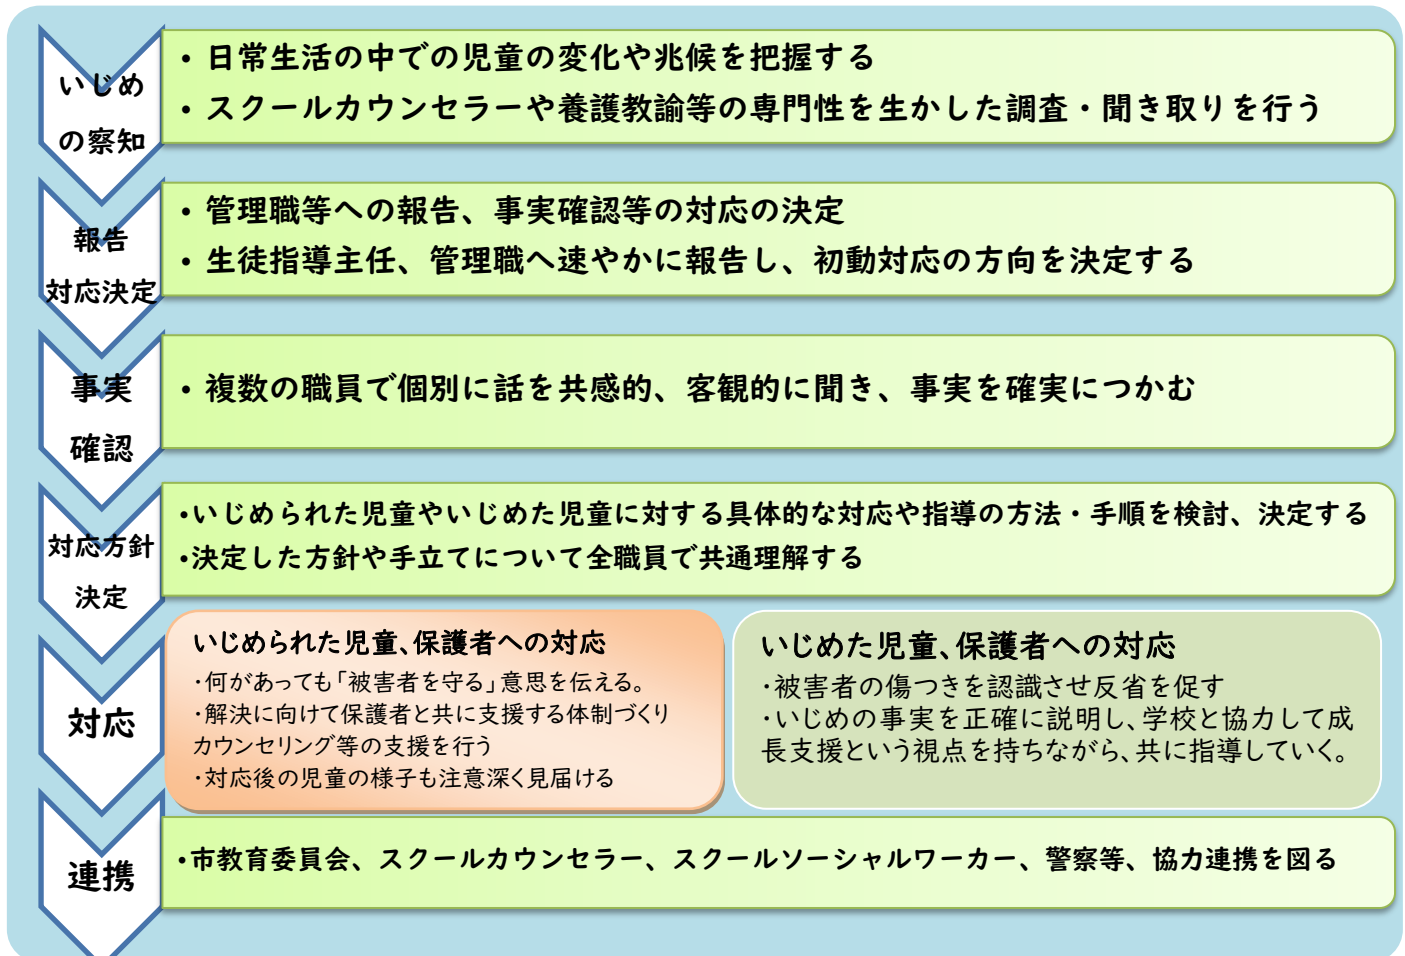 いじめ
の察知
• 日常生活の中での児童の変化や兆候を把握する
• スクールカウンセラーや養護教諭等の専門性を生かした調査・聞き取りを行う
報告
対応決定
• 管理職等への報告、事実確認等の対応の決定
• 生徒指導主任、管理職へ速やかに報告し、初動対応の方向を決定する
事実
確認
• 複数の職員で個別に話を共感的、客観的に聞き、事実を確実につかむ
対応方針
決定
•いじめられた児童やいじめた児童に対する具体的な対応や指導の方法・手順を検討、決定する
•決定した方針や手立てについて全職員で共通理解する
対応
いじめられた児童、保護者への対応
・何があっても「被害者を守る」意思を伝える。
・解決に向けて保護者と共に支援する体制づくり
カウンセリング等の支援を行う
・対応後の児童の様子も注意深く見届ける
いじめた児童、保護者への対応
・被害者の傷つきを認識させ反省を促す
・いじめの事実を正確に説明し、学校と協力して成
長支援という視点を持ちながら、共に指導していく。
連携
•市教育委員会、スクールカウンセラー、スクールソーシャルワーカー、警察等、協力連携を図る